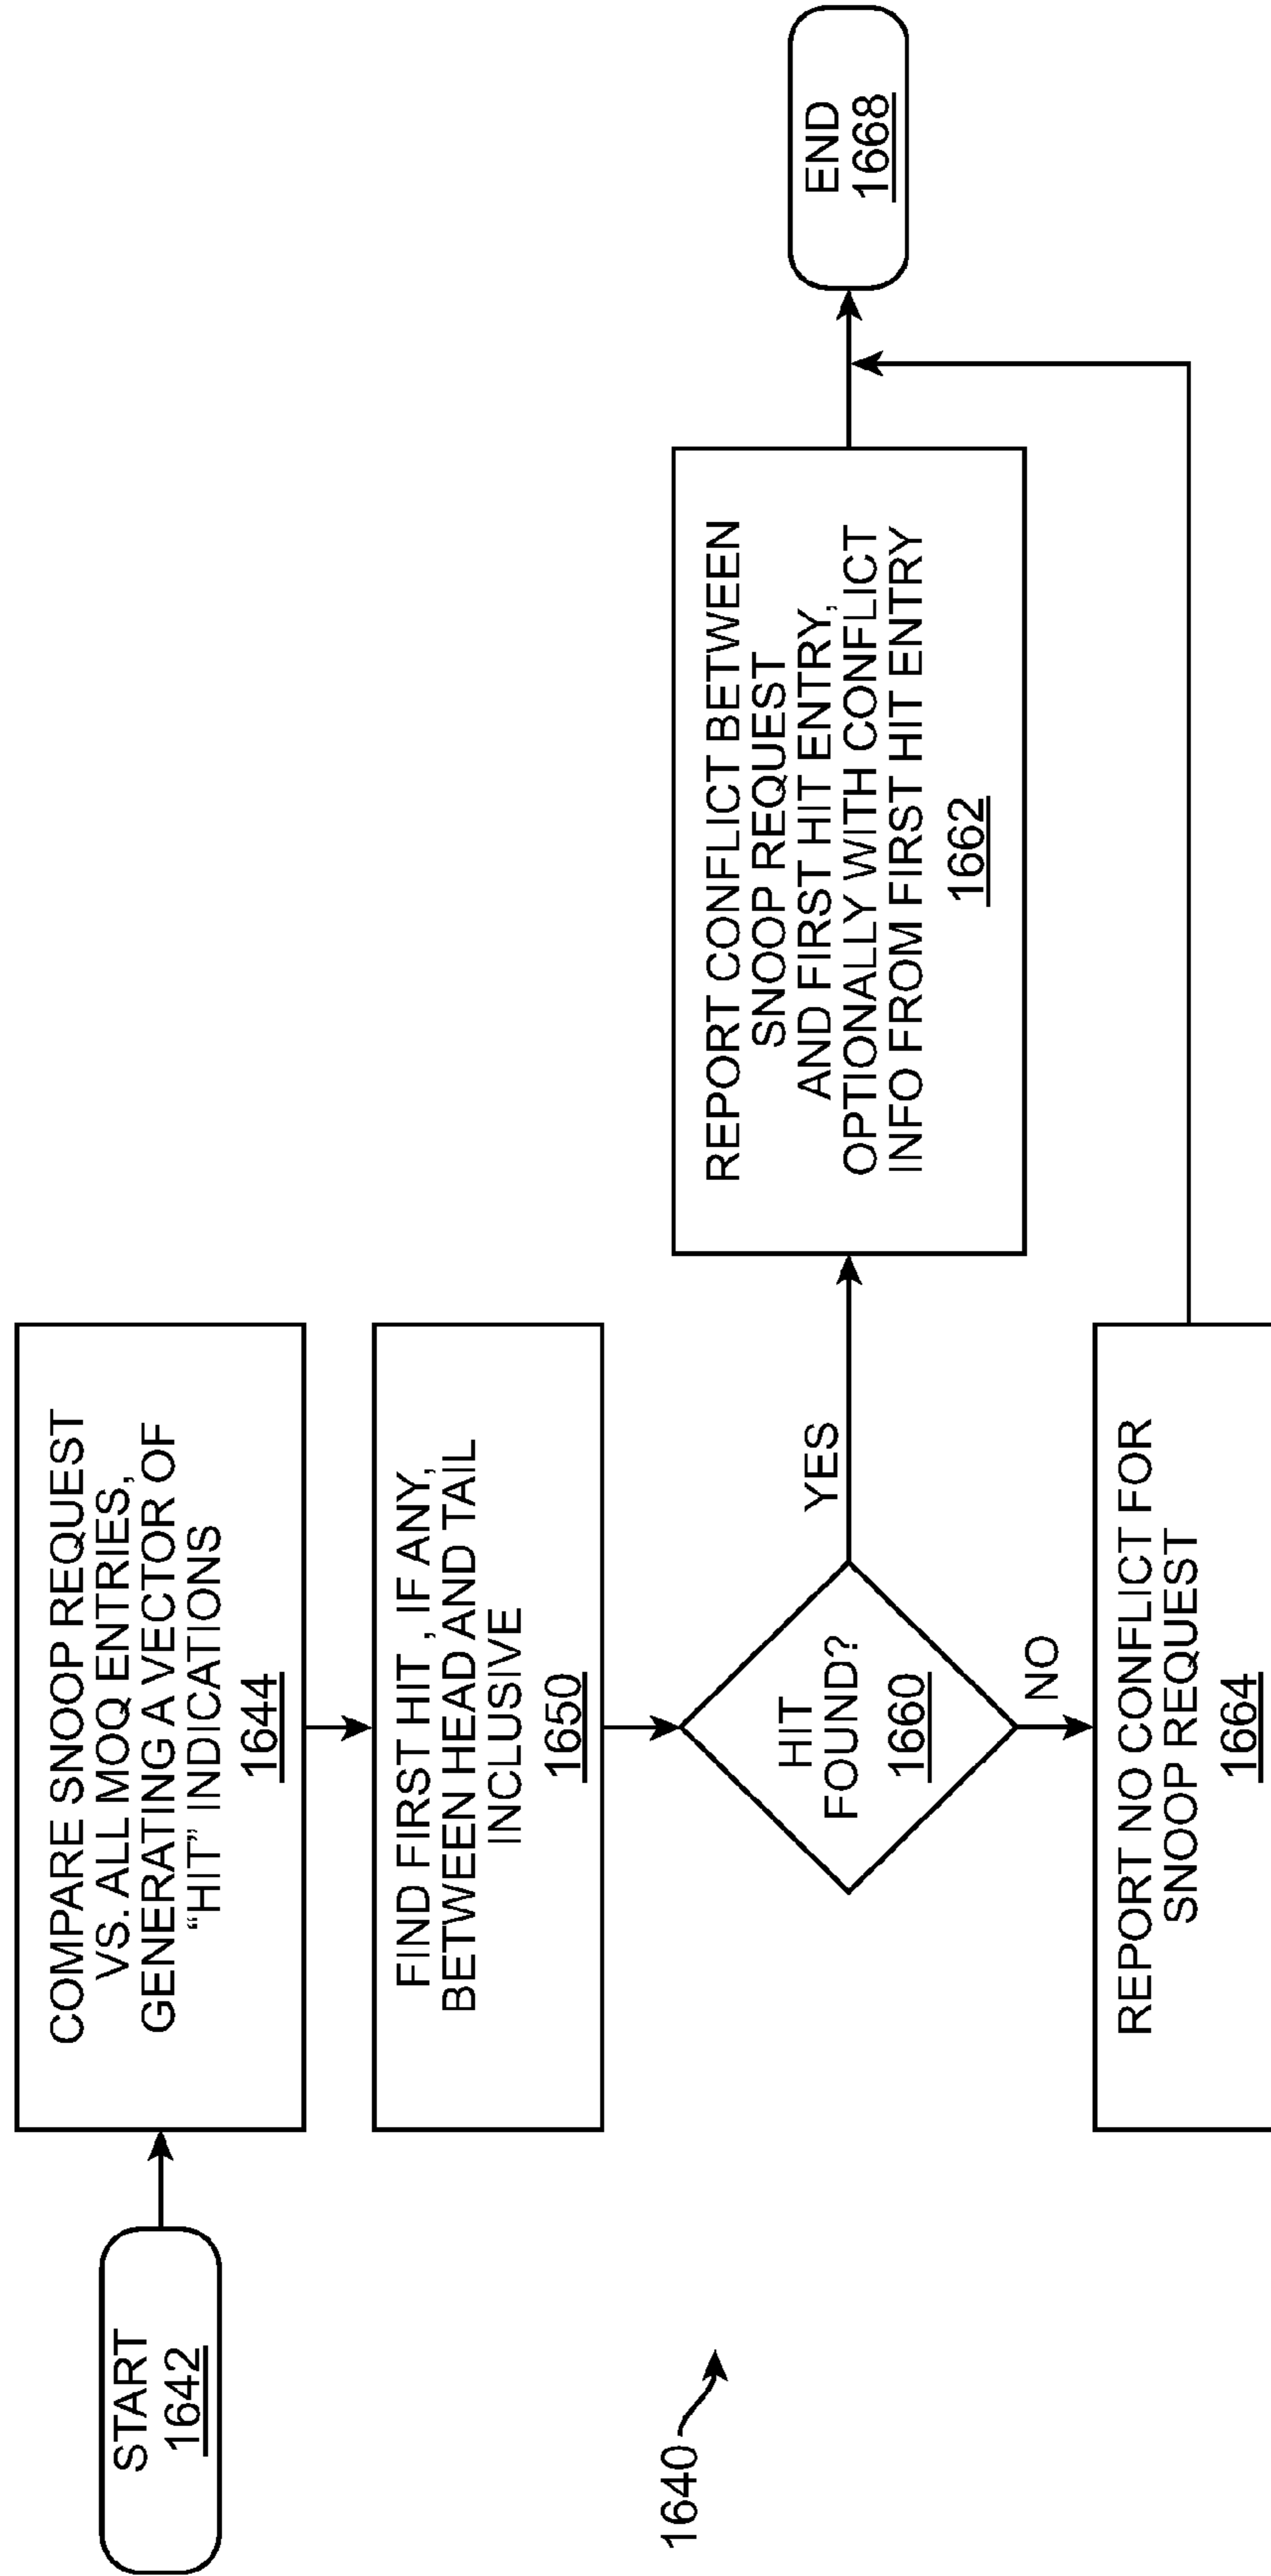 START
1642
COMPARE SNOOP REQUEST
VS. ALL MOQ ENTRIES,
GENERATING A VECTOR OF
“HIT” INDICATIONS
1644
FIND FIRST HIT , IF ANY,
BETWEEN HEAD AND TAIL
INCLUSIVE
1650
HIT
FOUND?
1660
YES
NO
REPORT CONFLICT BETWEEN
SNOOP REQUEST
AND FIRST HIT ENTRY,
OPTIONALLY WITH CONFLICT
INFO FROM FIRST HIT ENTRY
1662
REPORT NO CONFLICT FOR
SNOOP REQUEST
1664
END
1668
1640